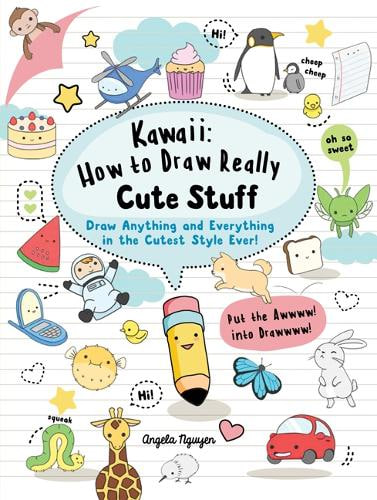 Hi!
cheep
cheep
Kawaii:
How to Draw Really
Cute Stuff
Draw Anything and Everything
in the Cutest Style Ever!
oh so
sweet
Put the Awwww!
into Drawwww!
Hi!
squeak
Angela Nguyen